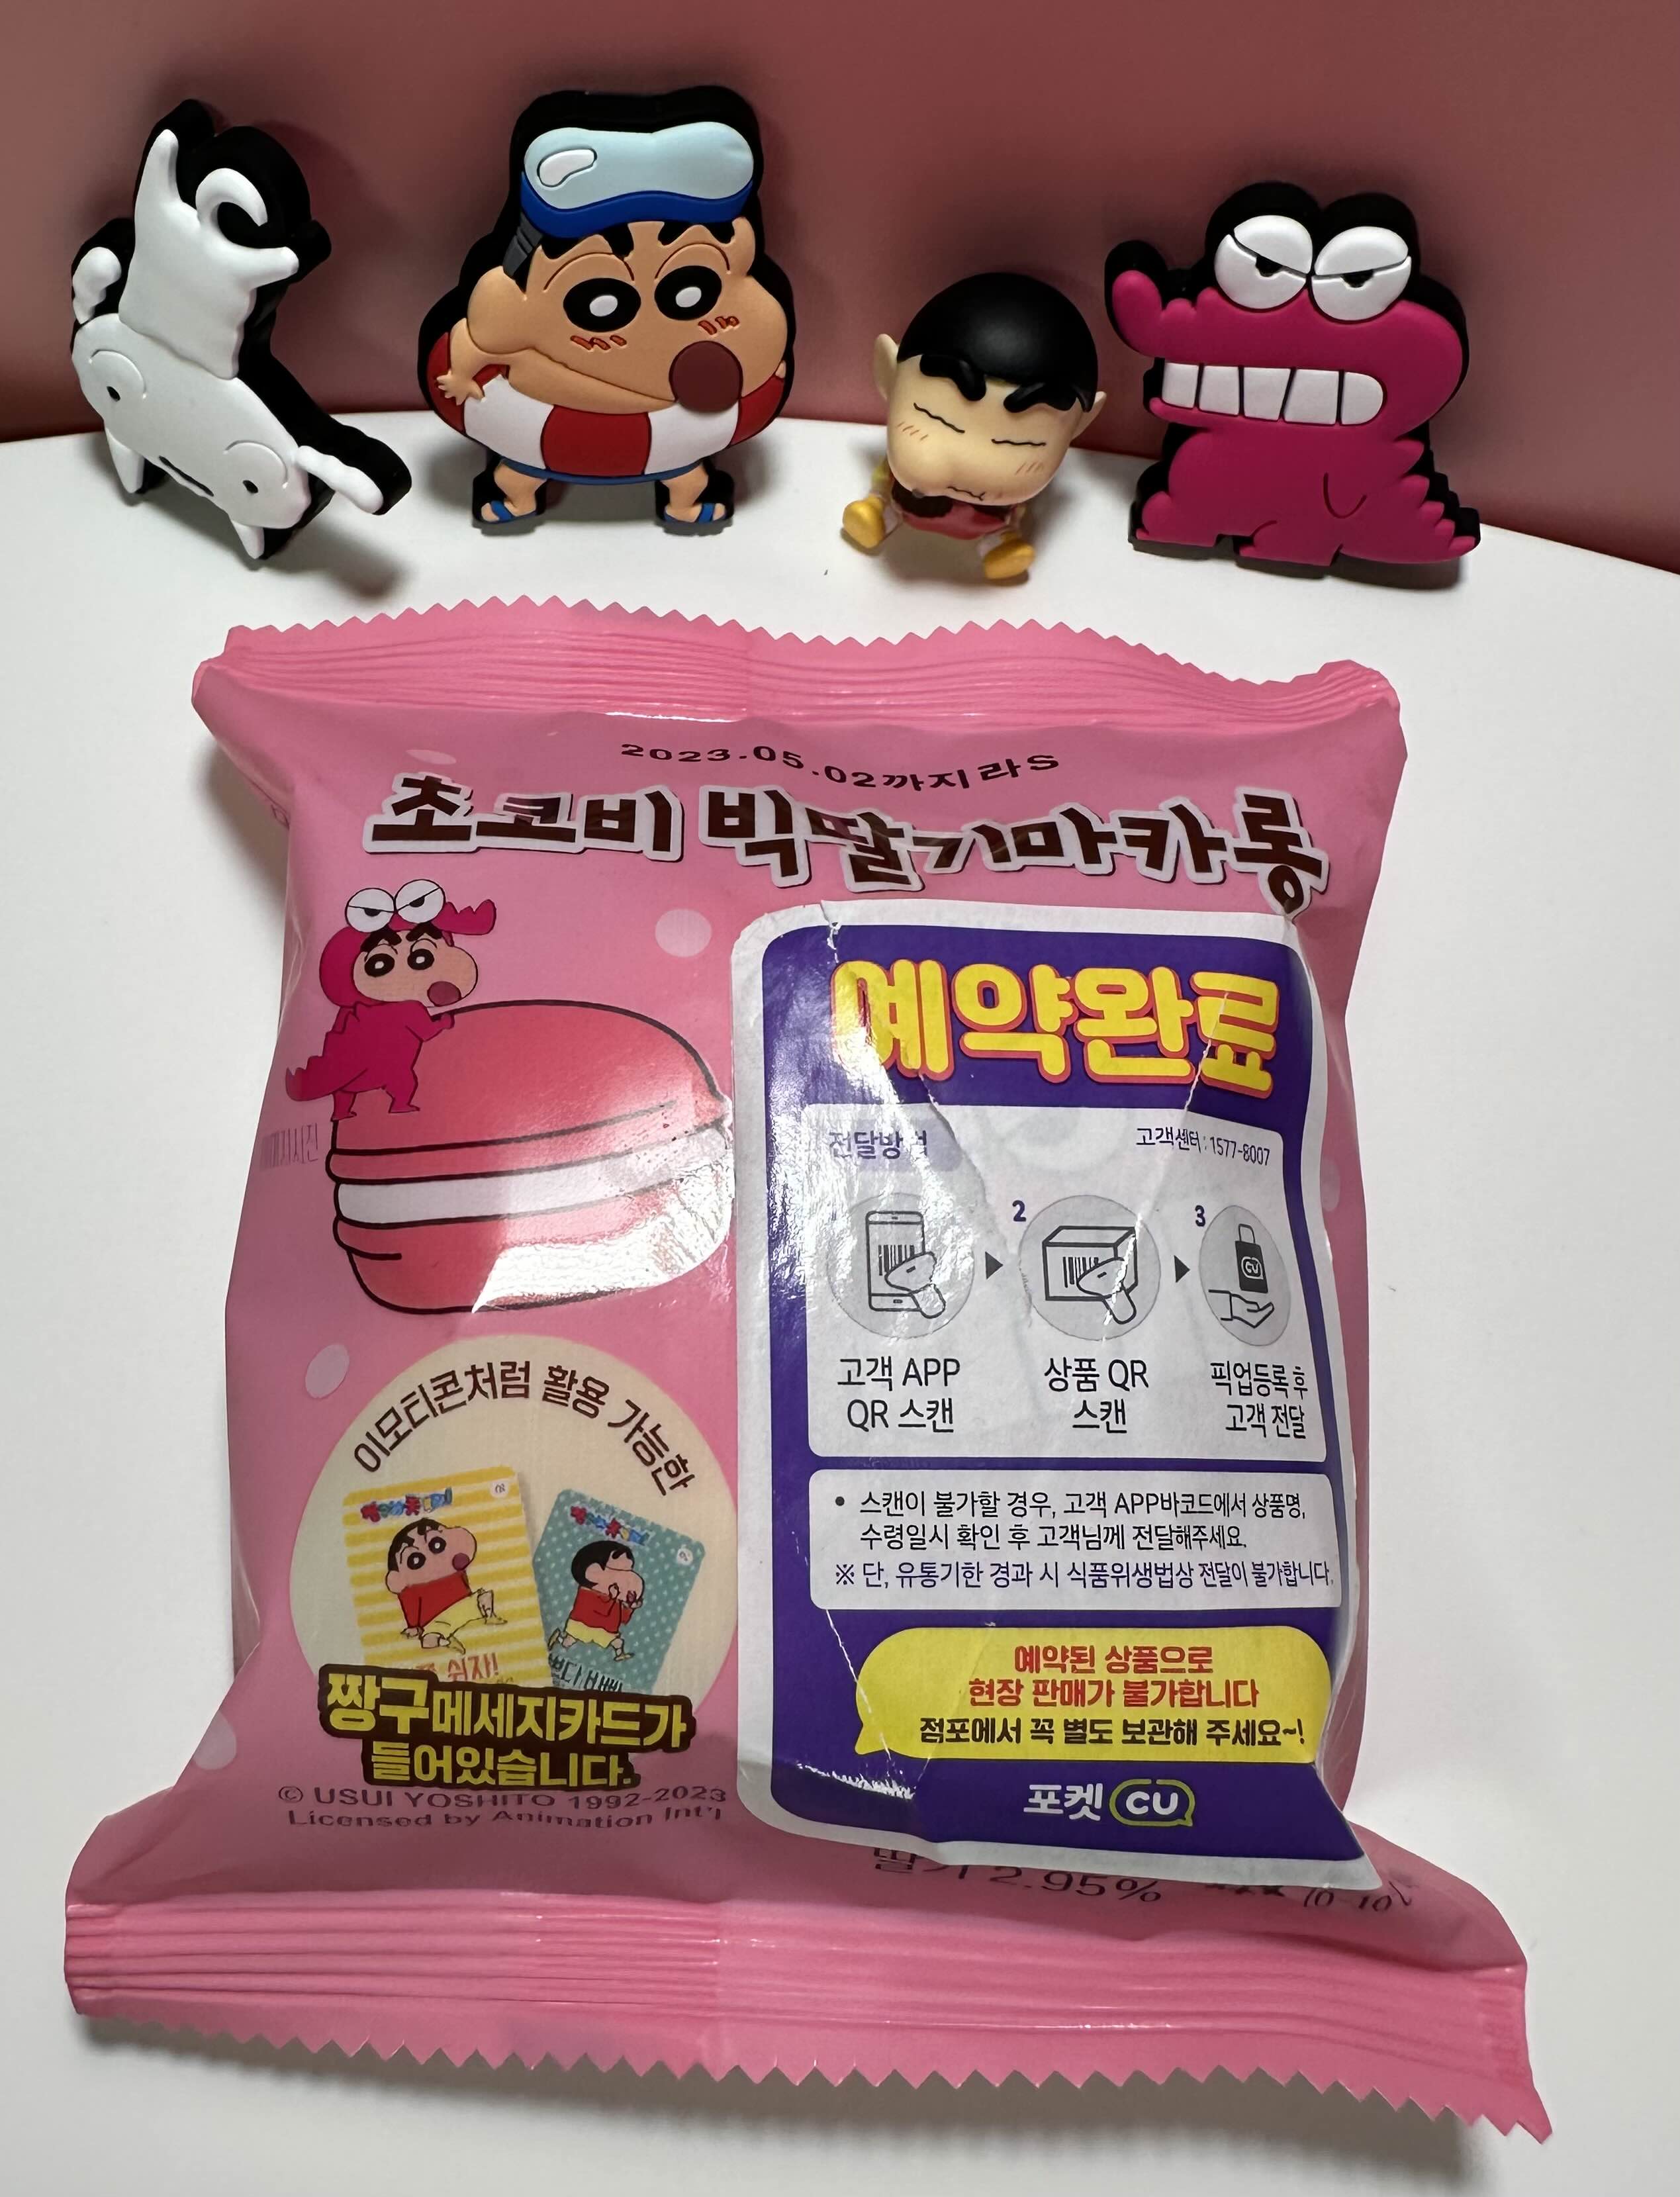 2023.05.02까지라S
초코비 빅딸기마카롱
예약완료
전달방법
고객센터 : 1577-8007
2
3
고객 APP
QR 스캔
상품 QR
스캔
픽업등록 후
고객 전달
• 스캔이 불가할 경우, 고객 APP바코드에서 상품명,
수령일시 확인 후 고객님께 전달해주세요.
※ 단, 유통기한 경과 시 식품위생법상 전달이 불가합니다.
예약된 상품으로
현장 판매가 불가합니다
점포에서 꼭 별도 보관해 주세요~!
포켓 CU
이모티콘처럼 활용 가능한
쉬자!
짱구메세지카드가
들어있습니다.
© USUI YOSHITO 1992-2023
Licensed by Animation Int'l
딸기 2.95%
(0~10℃